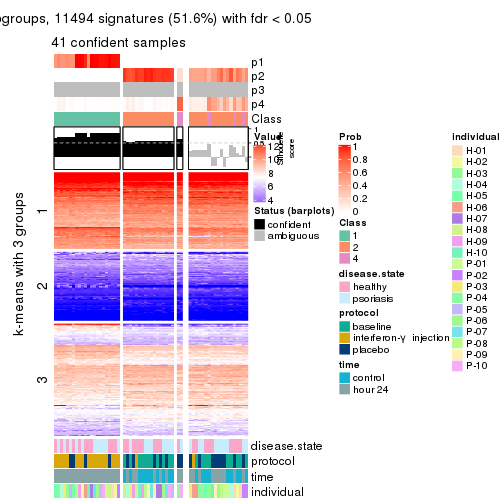 ogroups, 11494 signatures (51.6%) with fdr < 0.05
41 confident samples
p1
p2
p3
p4
Class
1
2
3
k-means with 3 groups
disease.state
protocol
time
individual
Value
12
10
8
6
4
score
Status (barplots)
confident
ambiguous
Prob
1
0.8
0.6
0.4
0.2
0
Class
1
2
4
disease.state
healthy
psoriasis
protocol
baseline
interferon-γ injection
placebo
time
control
hour 24
individual
H-01
H-02
H-03
H-04
H-05
H-06
H-07
H-08
H-09
H-10
P-01
P-02
P-03
P-04
P-05
P-06
P-07
P-08
P-09
P-10